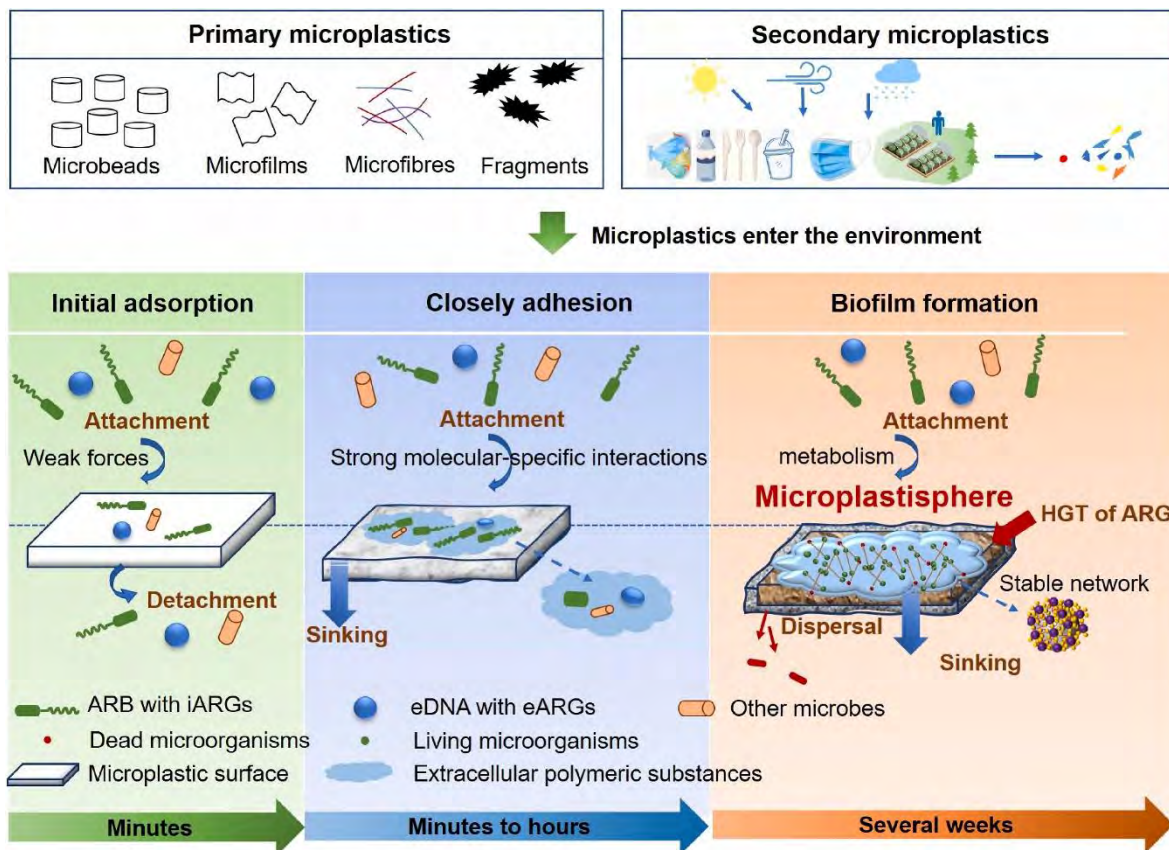 Primary microplastics
Secondary microplastics
Microbeads
Microfilms
Microfibres
Fragments
Microplastics enter the environment
Initial adsorption
Closely adhesion
Biofilm formation
Attachment
Weak forces
Detachment
Attachment
Strong molecular-specific interactions
Sinking
Attachment
metabolism
Microplastisphere
HGT of ARG
Stable network
Dispersal
Sinking
ARB with iARGs
eDNA with eARGs
Other microbes
Dead microorganisms
Living microorganisms
Microplastic surface
Extracellular polymeric substances
Minutes
Minutes to hours
Several weeks